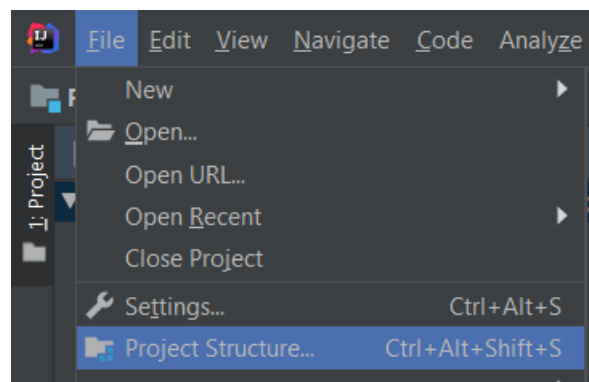 File Edit View Navigate Code Analyze
New
Open...
1: Project
Open URL...
Open Recent
Close Project
Settings... Ctrl+Alt+S
Project Structure... Ctrl+Alt+Shift+S